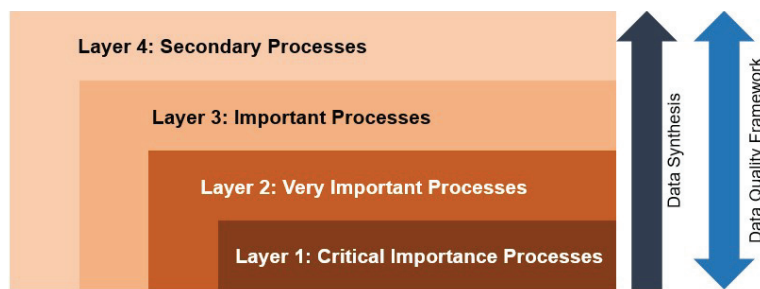 Layer 4: Secondary Processes
Layer 3: Important Processes
Layer 2: Very Important Processes
Layer 1: Critical Importance Processes
Data Synthesis
Data Quality Framework